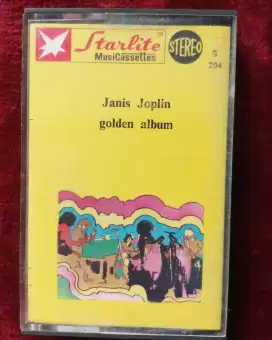 Starlite
MusiCassettes
STEREO
S
204
Janis Joplin
golden album